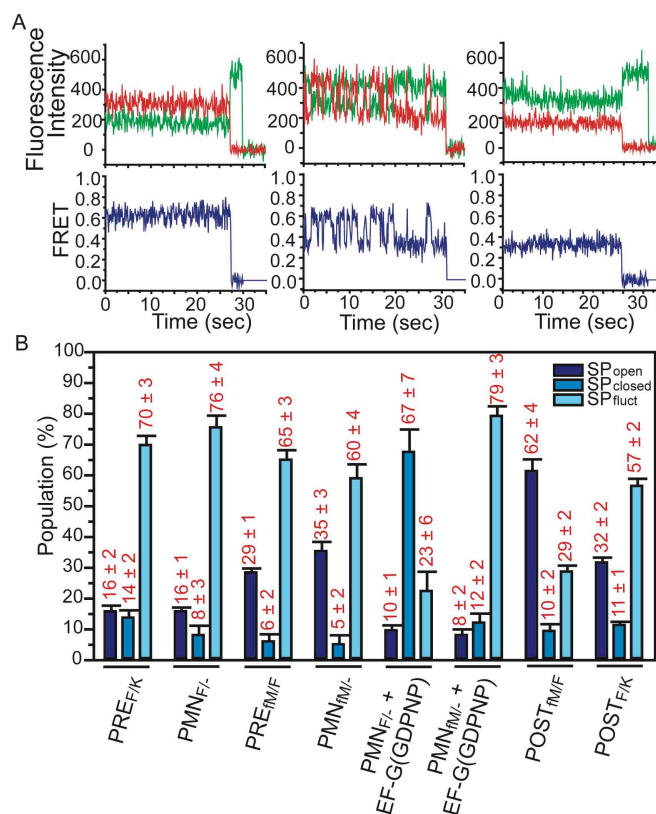 A
Fluorescence
Intensity
600
400
200
0
600
400
200
0
600
400
200
0
FRET
1.0
0.8
0.6
0.4
0.2
0.0
1.0
0.8
0.6
0.4
0.2
0.0
1.0
0.8
0.6
0.4
0.2
0.0
0 10 20 30
0 10 20 30
0 10 20 30
Time (sec)
Time (sec)
Time (sec)
B
Population (%)
100
90
80
70
60
50
40
30
20
10
0
SPopen
SPclosed
SPfluct
16 ± 2
14 ± 2
70 ± 3
16 ± 1
8 ± 3
76 ± 4
29 ± 1
6 ± 2
65 ± 3
35 ± 3
5 ± 2
60 ± 4
10 ± 1
67 ± 7
23 ± 6
8 ± 2
12 ± 2
79 ± 3
62 ± 4
10 ± 2
29 ± 2
32 ± 2
11 ± 1
57 ± 2
PREF/K
PMNF/-
PREfM/F
PMNfM/-
PMNF/- +
EF-G(GDPNP)
PMNfM/- +
EF-G(GDPNP)
POSTfM/F
POSTF/K